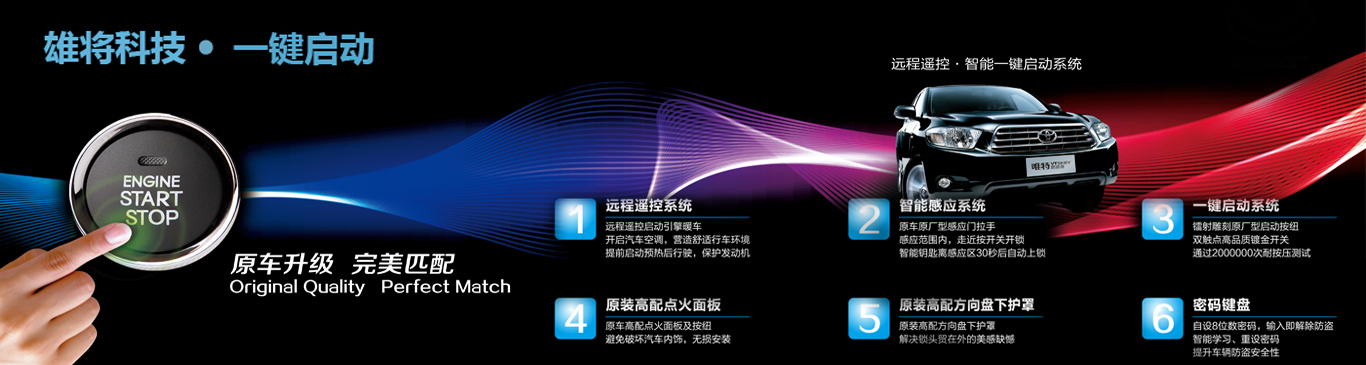 雄将科技·一键启动
远程遥控·智能一键启动系统
唯特
ENGINE
START
STOP
原车升级 完美匹配
Original Quality Perfect Match
1
远程遥控系统
远程遥控启动引擎暖车
开启汽车空调，营造舒适行车环境
提前启动预热后行驶，保护发动机
2
智能感应系统
原车原厂型感应门拉手
感应范围内，走近按开关开锁
智能钥匙离感应区30秒后自动上锁
3
一键启动系统
镭射雕刻原厂型启动按纽
双触点高品质镀金开关
通过2000000次耐按压测试
4
原装高配点火面板
原车高配点火面板及按钮
避免破坏汽车内饰，无损安装
5
原装高配方向盘下护罩
原装高配方向盘下护罩
解决锁头贸在外的美感缺憾
6
密码键盘
自设8位数密码，输入即解除防盗
智能学习、重设密码
提升车辆防盗安全性